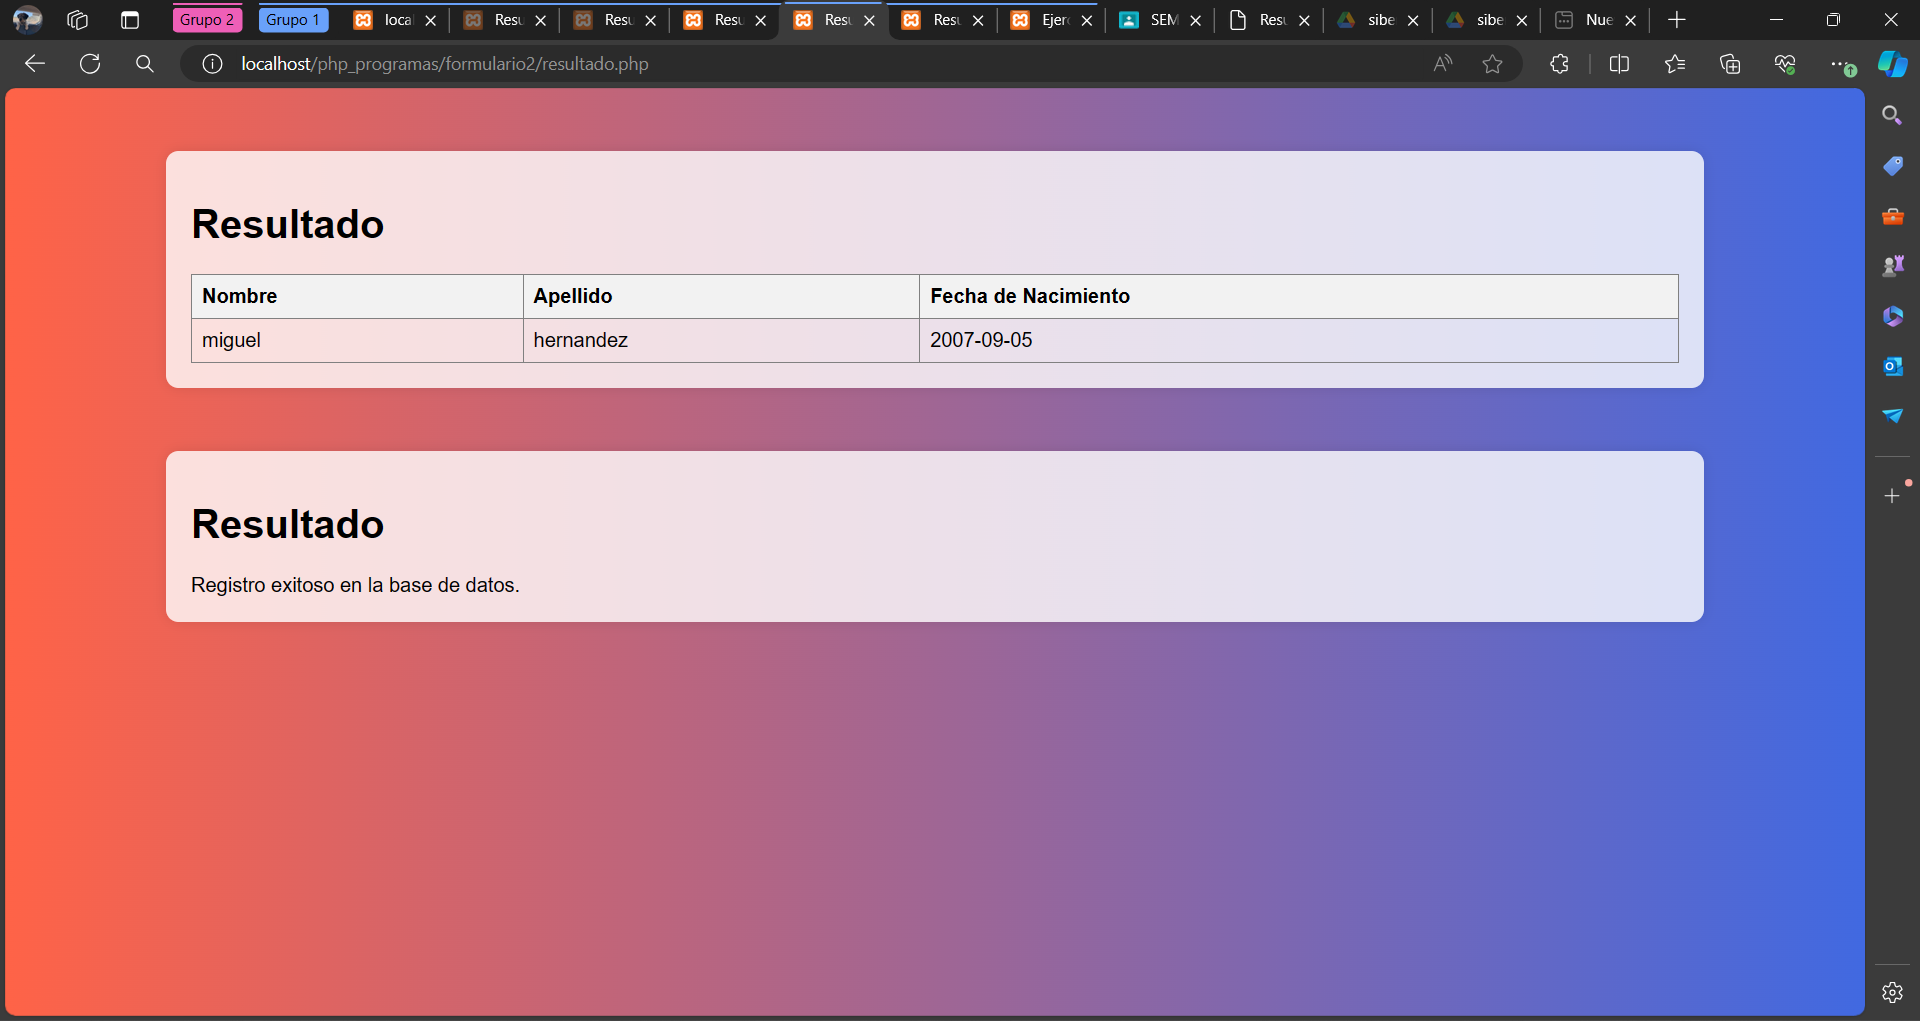 Grupo 2 Grupo 1 loca Resu Resu Resu Resu Resu Ejerc SEM Resu sibe sibe Nue
localhost/php_programas/formulario2/resultado.php
Resultado
Nombre Apellido Fecha de Nacimiento
miguel hernandez 2007-09-05
Resultado
Registro exitoso en la base de datos.